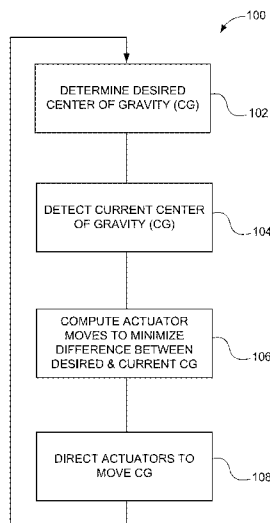 100
DETERMINE DESIRED
CENTER OF GRAVITY (CG)
102
DETECT CURRENT CENTER
OF GRAVITY (CG)
104
COMPUTE ACTUATOR
MOVES TO MINIMIZE
DIFFERENCE BETWEEN
DESIRED & CURRENT CG
106
DIRECT ACTUATORS TO
MOVE CG
108